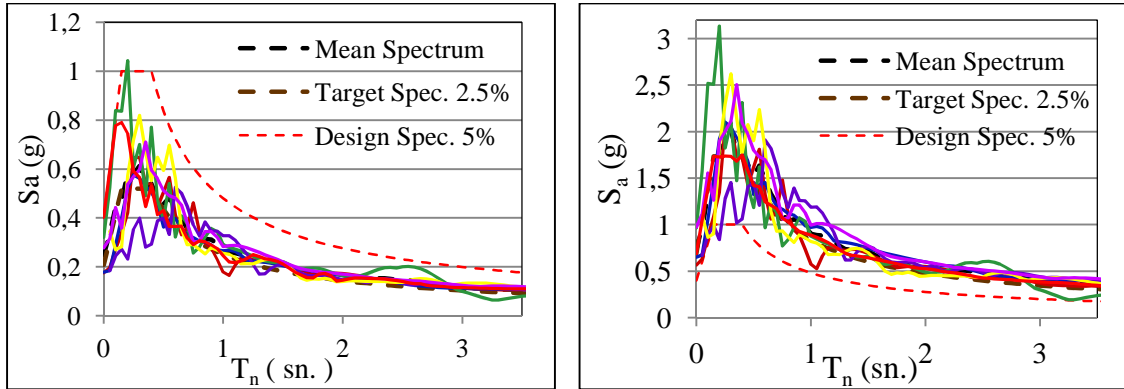 1,2
1
0,8
0,6
0,4
0,2
0
Sa (g)
Mean Spectrum
Target Spec. 2.5%
Design Spec. 5%
0 1 2 3
Tn ( sn.)
3
2,5
2
1,5
1
0,5
0
Sa (g)
Mean Spectrum
Target Spec. 2.5%
Design Spec. 5%
0 1 2 3
Tn (sn.)